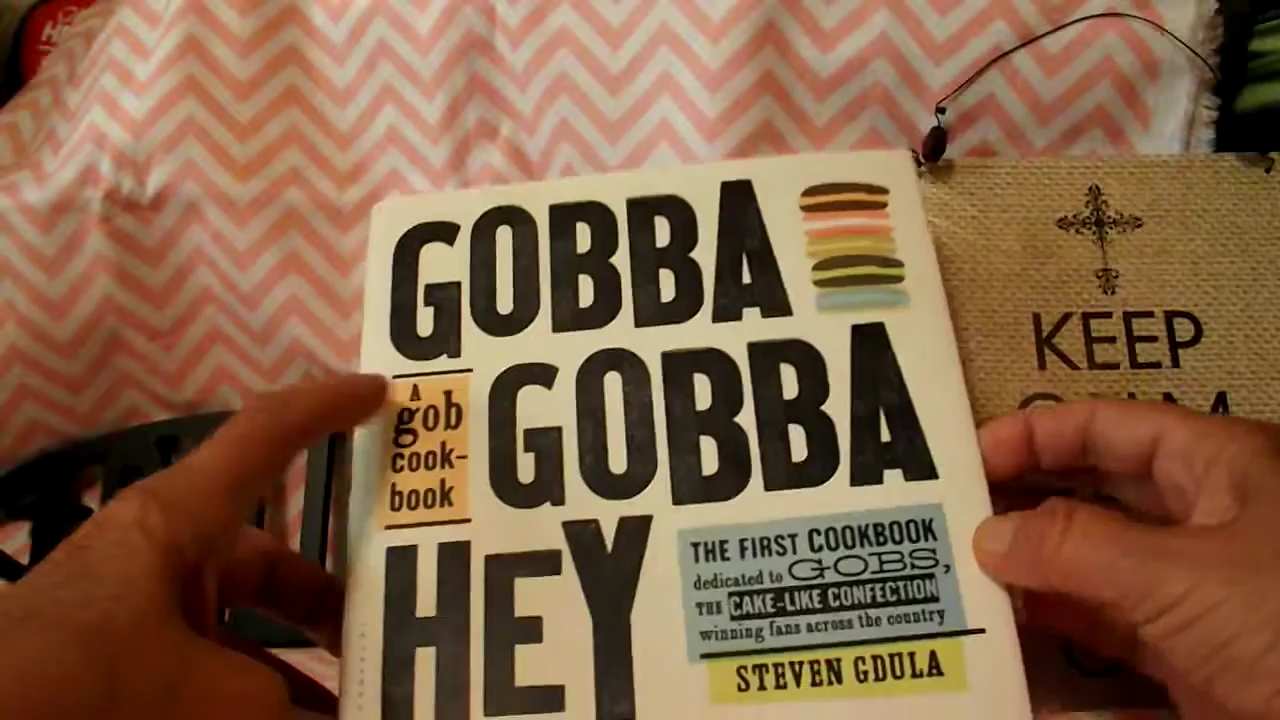 GOBBA
GOBBA
A
gob
cook-
book
HEY
THE FIRST COOKBOOK
dedicated to GOBS,
THE CAKE-LIKE CONFECTION
winning fans across the country
STEVEN GDULA
KEEP